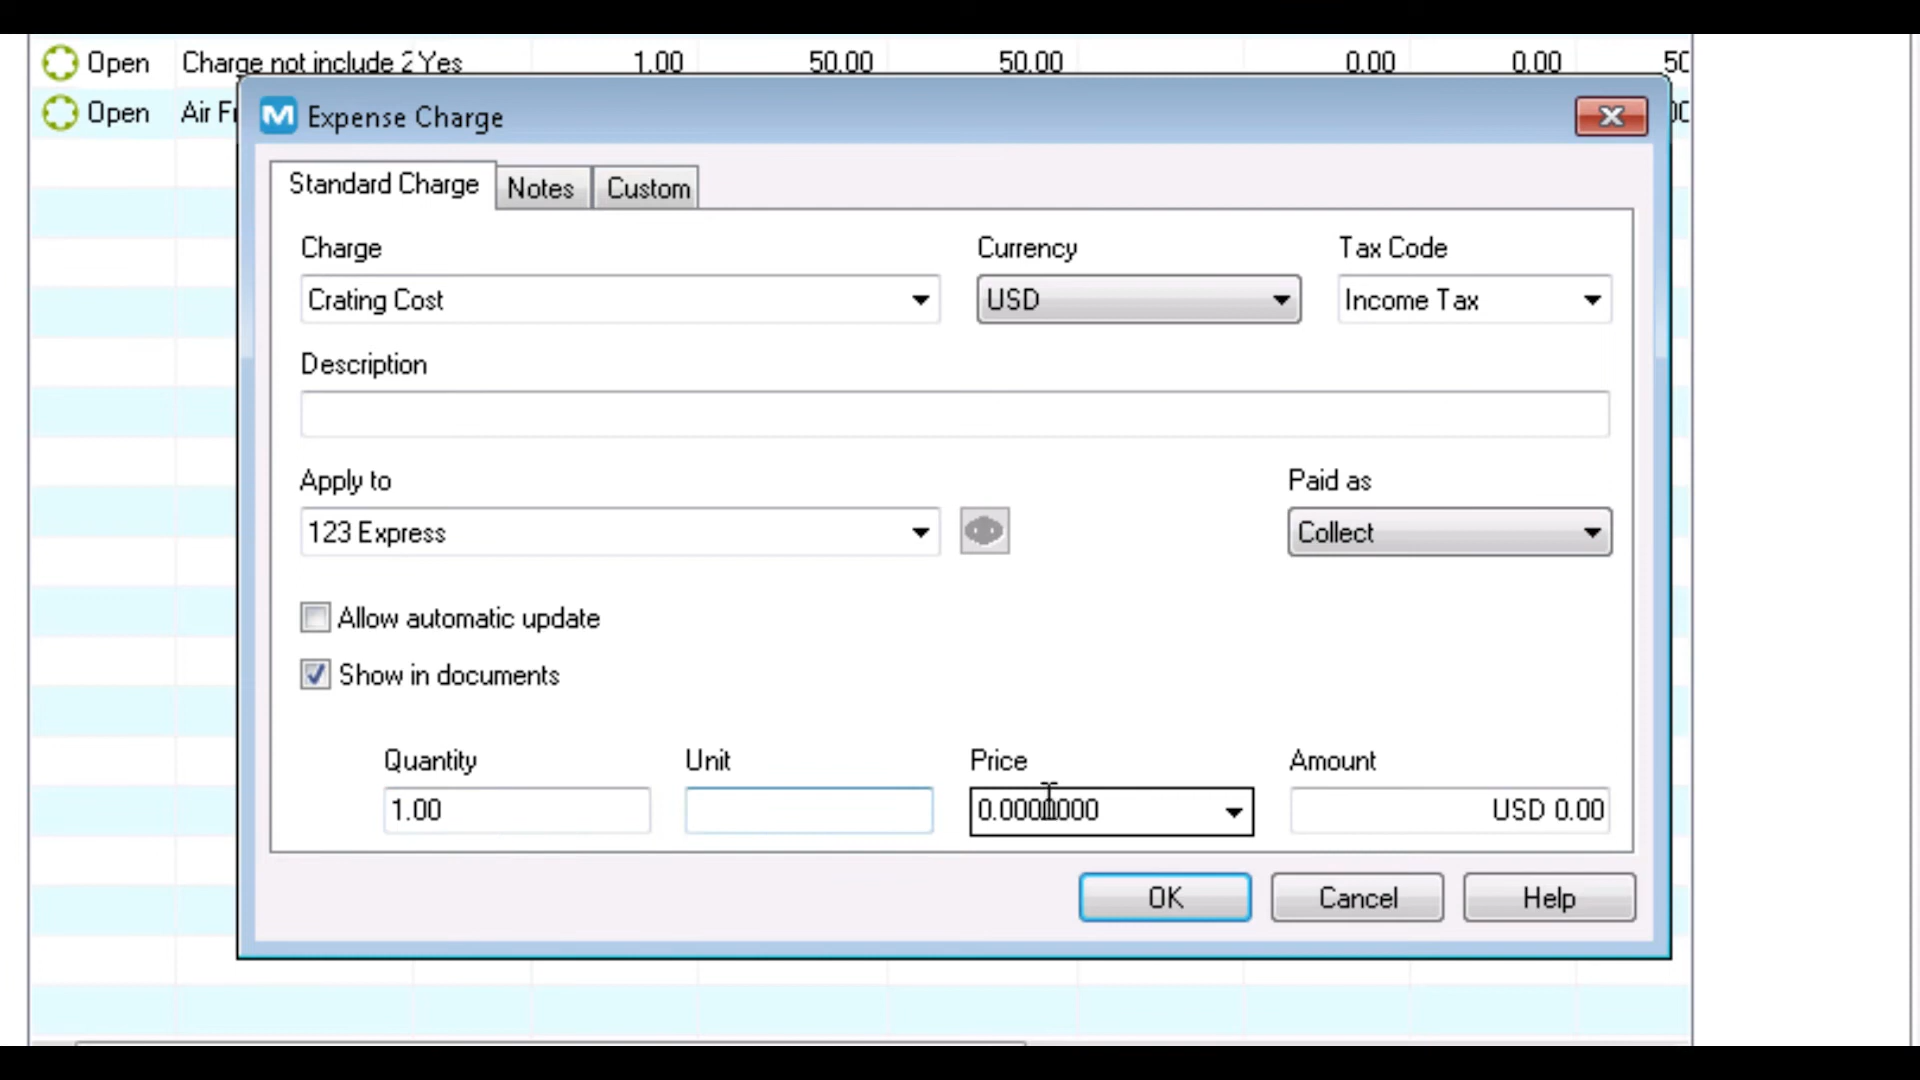 Open Charge not include 2 Yes 1.00 50.00 50.00 0.00 0.00
Open Air
Expense Charge
Standard Charge Notes Custom
Charge Currency Tax Code
Crating Cost USD Income Tax
Description
Apply to Paid as
123 Express Collect
Allow automatic update
Show in documents
Quantity Unit Price Amount
1.00 0.0000000 USD 0.00
OK Cancel Help